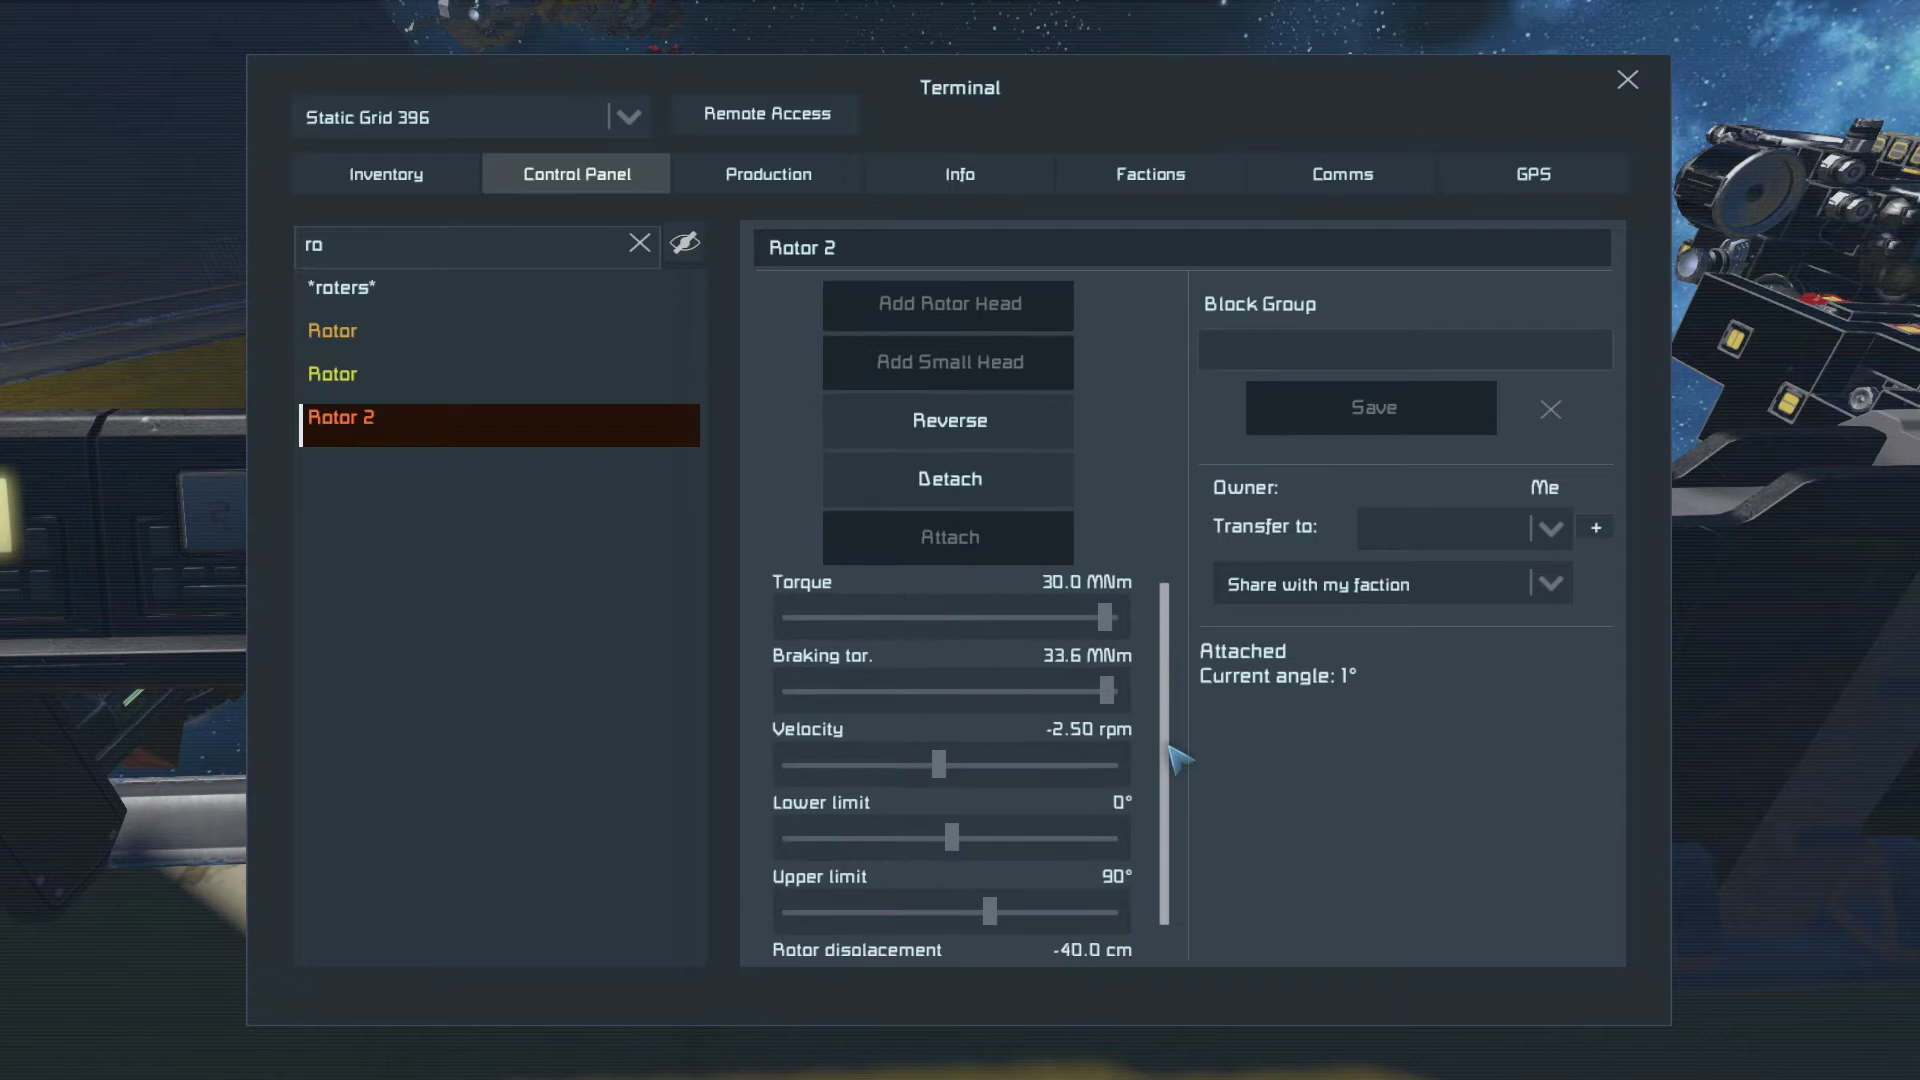 Terminal
Static Grid 396
Remote Access
Inventory
Control Panel
Production
Info
Factions
Comms
GPS
ro
*roters*
Rotor
Rotor
Rotor 2
Rotor 2
Add Rotor Head
Add Small Head
Reverse
Detach
Attach
Torque 30.0 MNm
Braking tor. 33.6 MNm
Velocity -2.50 rpm
Lower limit 0°
Upper limit 90°
Rotor displacement -40.0 cm
Block Group
Save
Owner: Me
Transfer to:
+
Share with my faction
Attached
Current angle: 1°